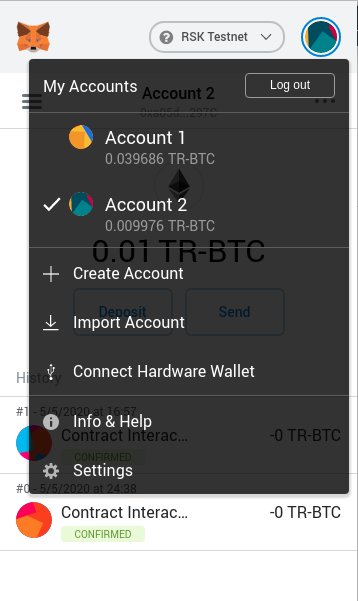 RSK Testnet
My Accounts
Log out
Account 2
0xa05d...297C
Account 1
0.039686 TR-BTC
Account 2
0.009976 TR-BTC
0.01 TR-BTC
Create Account
Deposit
Send
Import Account
Connect Hardware Wallet
History
#1 - 5/5/2020 at 16:57
Info & Help
Contract Interac...
-0 TR-BTC
CONFIRMED
Settings
#0 - 5/5/2020 at 24:38
Contract Interac...
-0 TR-BTC
CONFIRMED